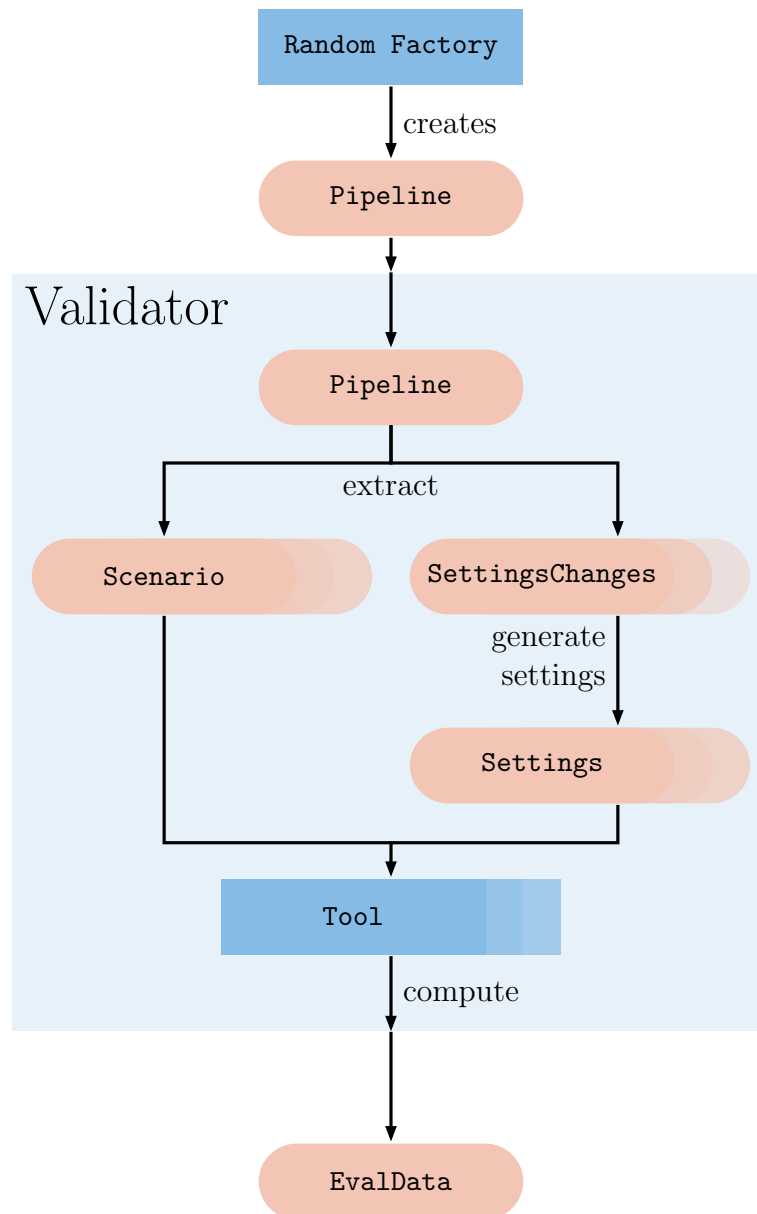 Random Factory
creates
Pipeline
Validator
Pipeline
extract
Scenario
SettingsChanges
generate
settings
Settings
Tool
compute
EvalData